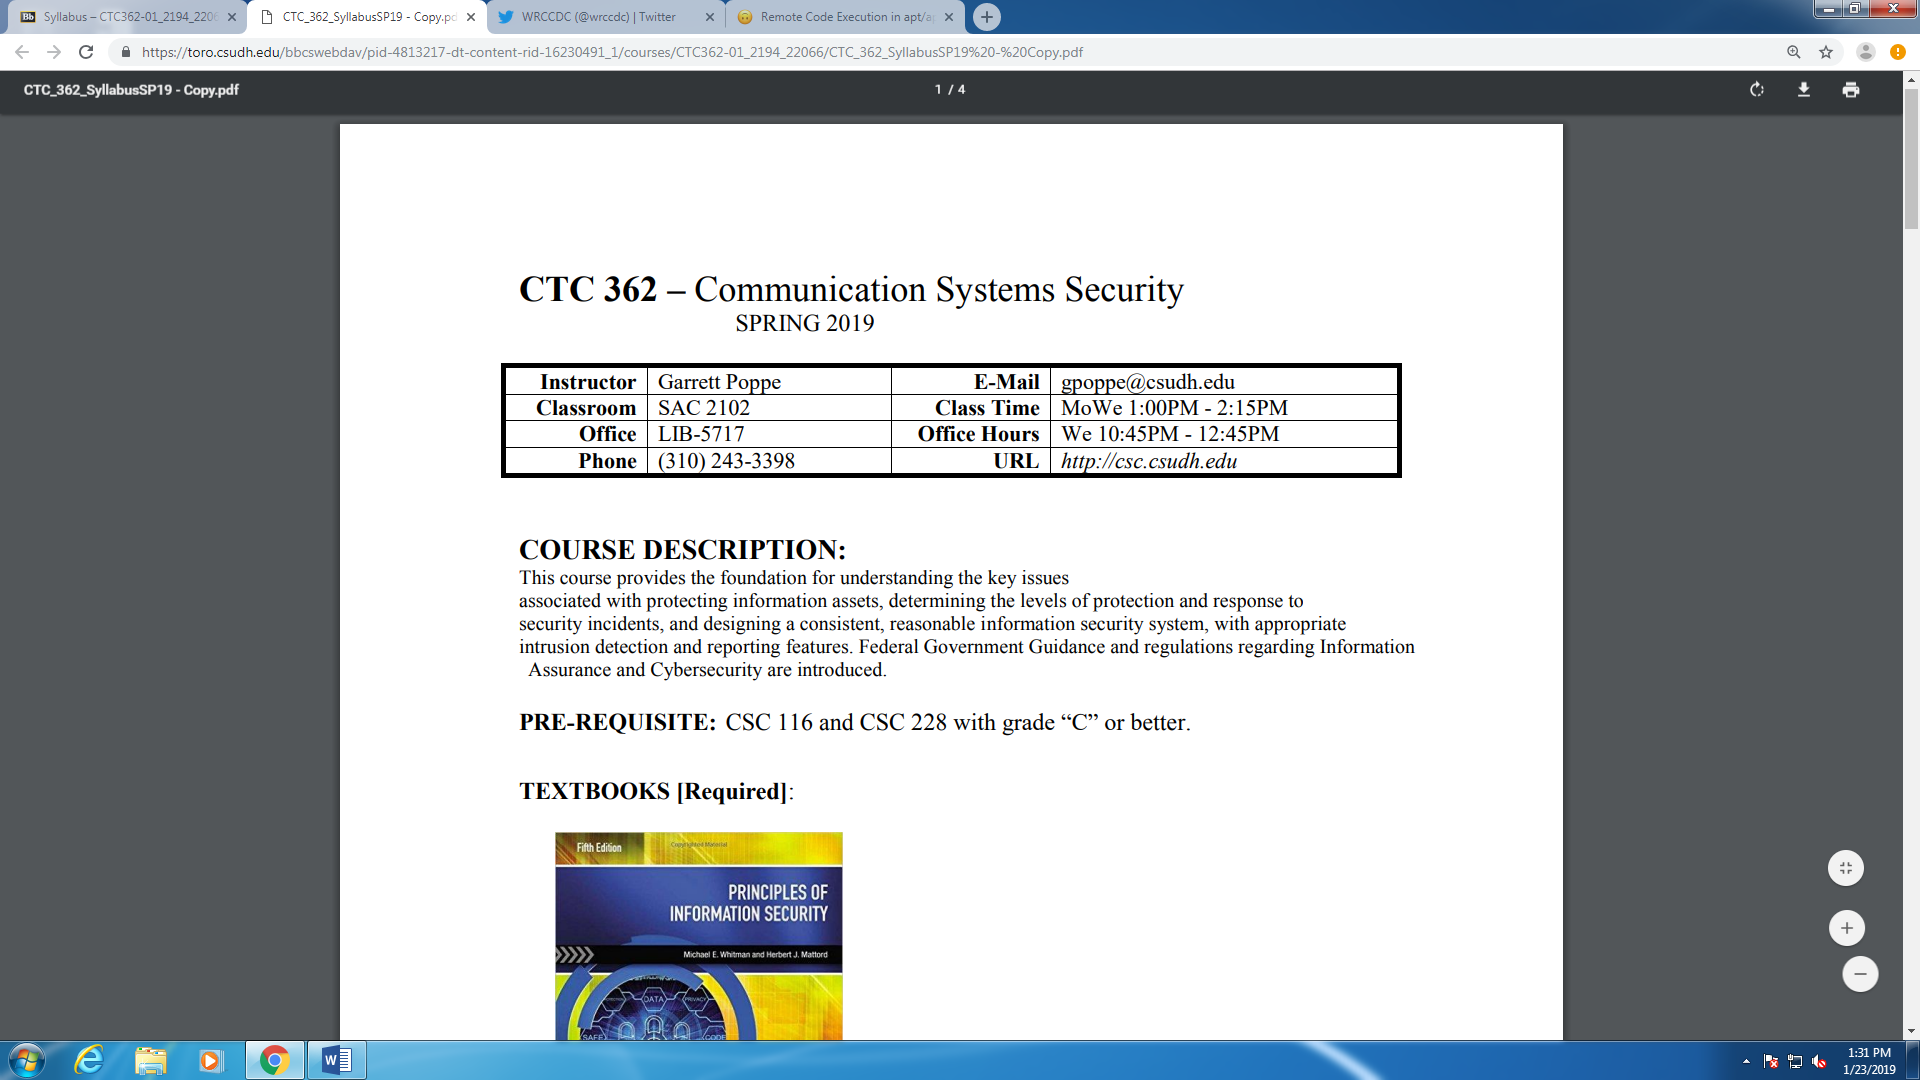 Syllabus – CTC362-01_2194_220
CTC_362_SyllabusSP19 - Copy.pd
WRCCDC (@wrccdc) | Twitter
Remote Code Execution in apt/a
https://toro.csudh.edu/bbcswebdav/pid-4813217-dt-content-rid-16230491_1/courses/CTC362-01_2194_22066/CTC_362_SyllabusSP19%20-%20Copy.pdf
CTC_362_SyllabusSP19 - Copy.pdf
1 / 4
CTC 362 – Communication Systems Security
SPRING 2019
Instructor Garrett Poppe E-Mail gpoppe@csudh.edu
Classroom SAC 2102 Class Time MoWe 1:00PM - 2:15PM
Office LIB-5717 Office Hours We 10:45PM - 12:45PM
Phone (310) 243-3398 URL http://csc.csudh.edu
COURSE DESCRIPTION:
This course provides the foundation for understanding the key issues
associated with protecting information assets, determining the levels of protection and response to
security incidents, and designing a consistent, reasonable information security system, with appropriate
intrusion detection and reporting features. Federal Government Guidance and regulations regarding Information
Assurance and Cybersecurity are introduced.
PRE-REQUISITE: CSC 116 and CSC 228 with grade “C” or better.
TEXTBOOKS [Required]:
Fifth Edition
Copyrighted Material
PRINCIPLES OF
INFORMATION SECURITY
Michael E. Whitman and Herbert J. Mattord
DATA
PRIVACY
SAFE
CODE
1:31 PM
1/23/2019